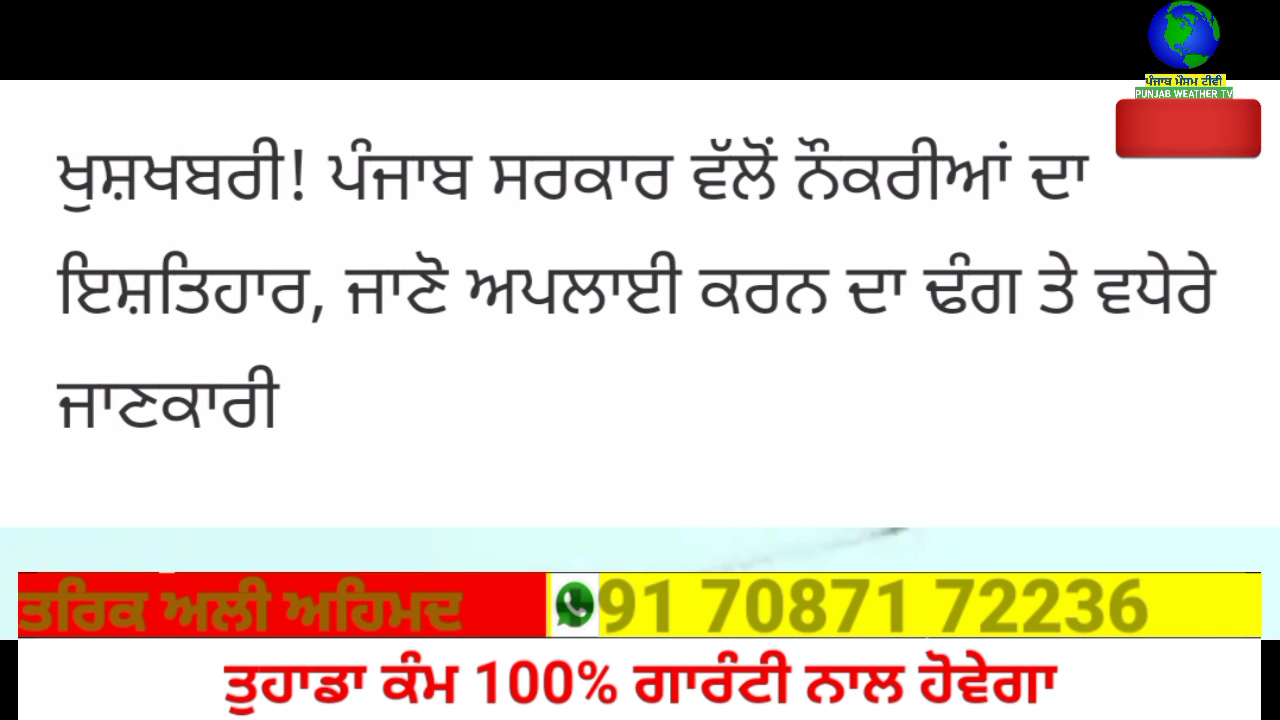 ਪੰਜਾਬ ਮੌਸਮ ਟੀਵੀ
PUNJAB WEATHER TV
ਖੁਸ਼ਖਬਰੀ! ਪੰਜਾਬ ਸਰਕਾਰ ਵੱਲੋਂ ਨੌਕਰੀਆਂ ਦਾ
ਇਸ਼ਤਿਹਾਰ, ਜਾਣੋ ਅਪਲਾਈ ਕਰਨ ਦਾ ਢੰਗ ਤੇ ਵਧੇਰੇ
ਜਾਣਕਾਰੀ
ਤਰਿਕ ਅਲੀ ਅਹਿਮਦ 91 70871 72236
ਤੁਹਾਡਾ ਕੰਮ 100% ਗਾਰੰਟੀ ਨਾਲ ਹੋਵੇਗਾ